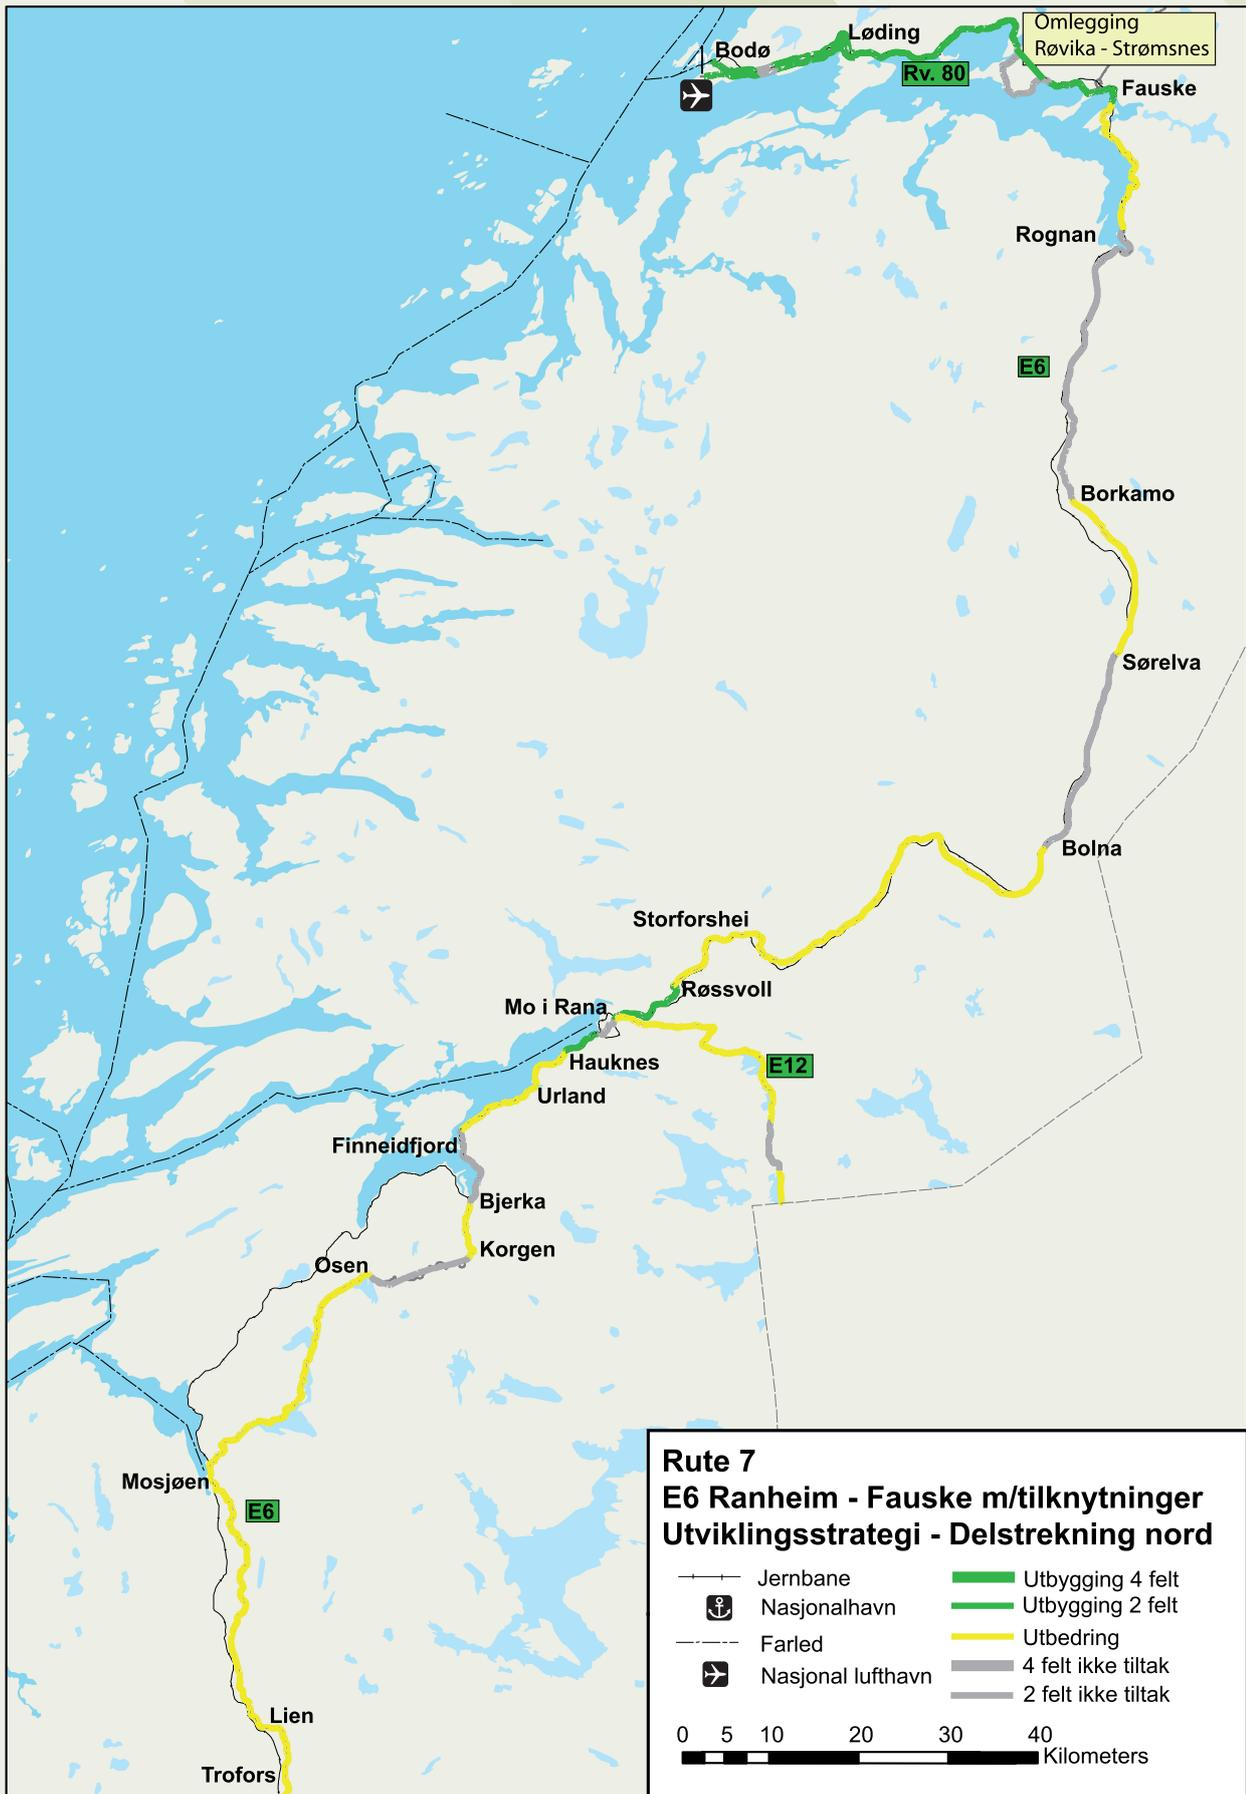 Omlegging
Røvika - Strømsnes
Løding
Bodø
Rv. 80
Fauske
Rognan
E6
Borkamo
Sørelva
Bolna
Storforshei
Røssvoll
Mo i Rana
Hauknes
E12
Urland
Finneidfjord
Bjerka
Korgen
Osen
Mosjøen
E6
Lien
Trofors
Rute 7
E6 Ranheim - Fauske m/tilknytninger
Utviklingsstrategi - Delstrekning nord
Jernbane
Nasjonalhavn
Farled
Nasjonal lufthavn
Utbygging 4 felt
Utbygging 2 felt
Utbedring
4 felt ikke tiltak
2 felt ikke tiltak
0 5 10 20 30 40
Kilometers